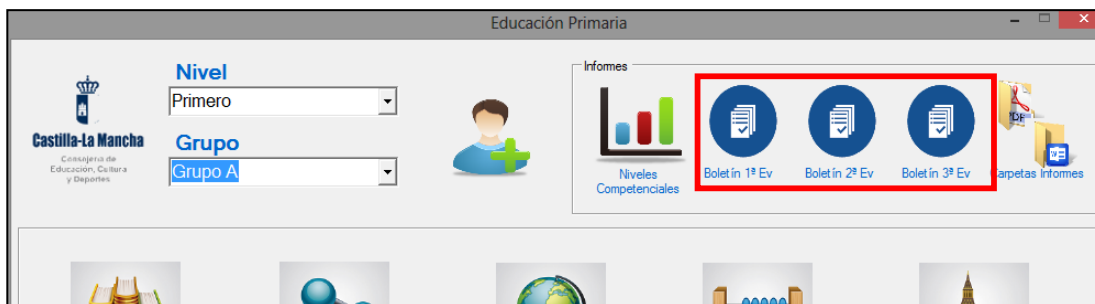 Educación Primaria
Castilla-La Mancha
Consejería de
Educación, Cultura
y Deportes
Nivel
Primero
Grupo
Grupo A
Informes
Niveles
Competenciales
Boletín 1ª Ev
Boletín 2ª Ev
Boletín 3ª Ev
PDF
W
Carpetas Informes